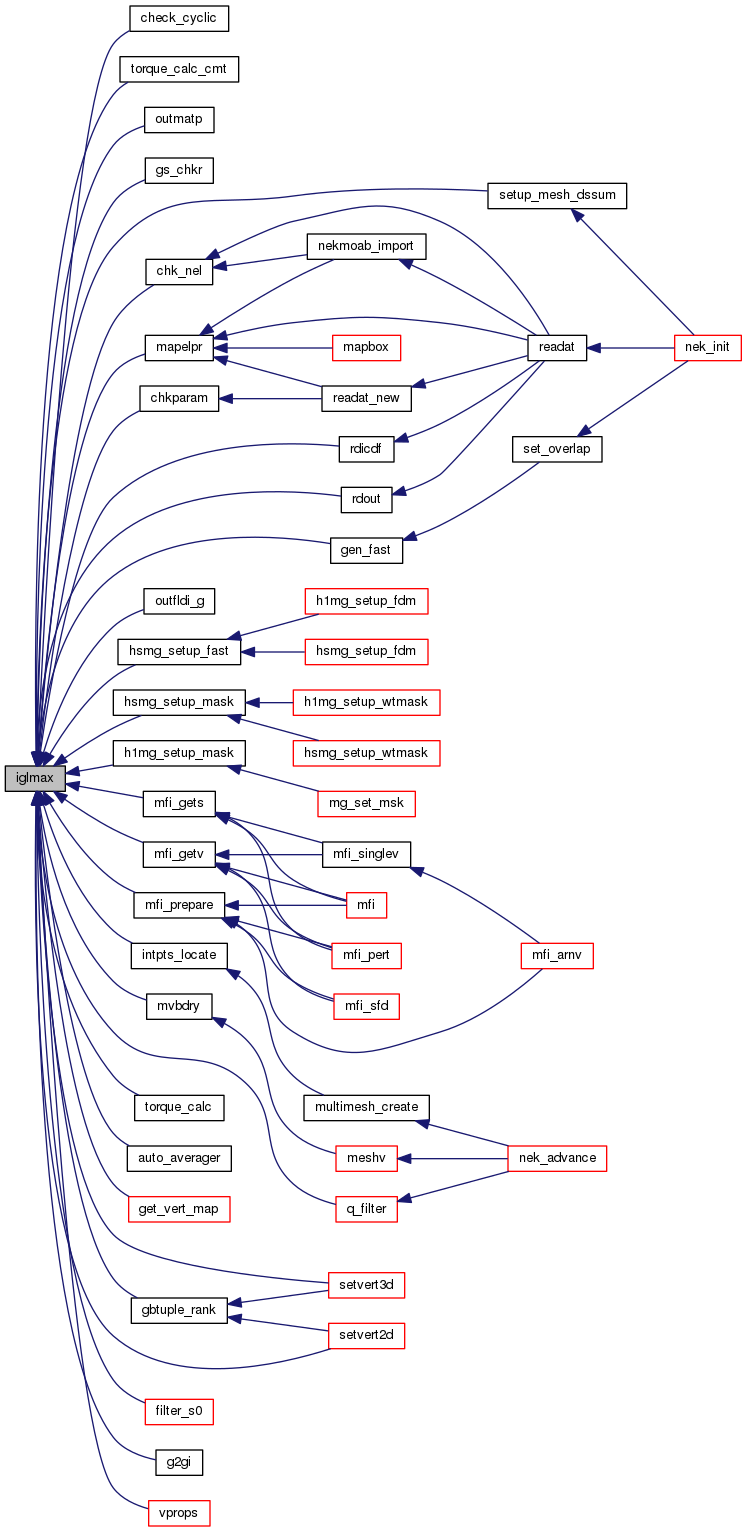 check_cyclic
torque_calc_cmt
outmatp
gs_chkr
setup_mesh_dssum
nekmoab_import
chk_nel
mapelpr
mapbox
readat
nek_init
chkparam
readat_new
rdicdf
set_overlap
rdout
gen_fast
outfldi_g
h1mg_setup_fdm
hsmg_setup_fast
hsmg_setup_fdm
hsmg_setup_mask
h1mg_setup_wtmask
h1mg_setup_mask
hsmg_setup_wtmask
iglmax
mfi_gets
mg_set_msk
mfi_getv
mfi_singlev
mfi_prepare
mfi
intpts_locate
mfi_pert
mfi_arnv
mvbdry
mfi_sfd
torque_calc
multimesh_create
auto_averager
meshv
nek_advance
get_vert_map
q_filter
setvert3d
gbtuple_rank
setvert2d
filter_s0
g2gi
vprops